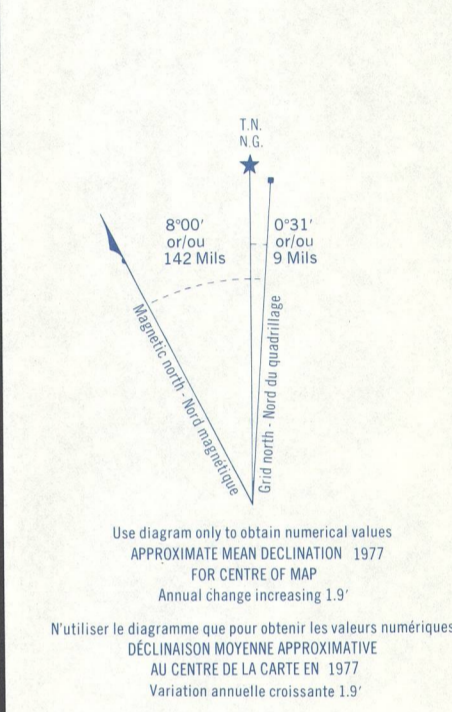 T.N.
N.G.
8°00'
or/ou
142 Mils
0°31'
or/ou
9 Mils
Magnetic north - Nord magnétique
Grid north - Nord du quadrillage
Use diagram only to obtain numerical values
APPROXIMATE MEAN DECLINATION 1977
FOR CENTRE OF MAP
Annual change increasing 1.9'
N'utiliser le diagramme que pour obtenir les valeurs numériques
DÉCLINAISON MOYENNE APPROXIMATIVE
AU CENTRE DE LA CARTE EN 1977
Variation annuelle croissante 1.9'